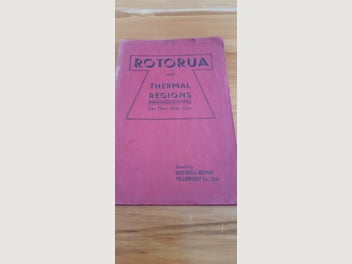 ROTORUA
and
THERMAL
REGIONS
Issued by
ROTORUA MOTOR
TRANSPORT Co., Ltd.